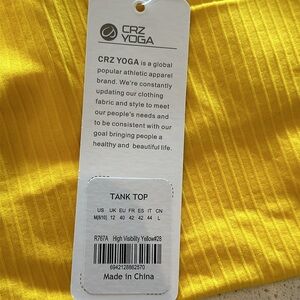 CRZ
YOGA
CRZ YOGA is a global
popular athletic apparel
brand. We're constantly
updating our clothing
fabric and style to meet
our people's needs and
to be consistent with our
goal bringing people a
healthy and beautiful life.
TANK TOP
US UK EU FR ES IT CN
M(8/10) 12 40 42 42 44 L
R767A High Visibility Yellow#28
6942128862870
Made in China